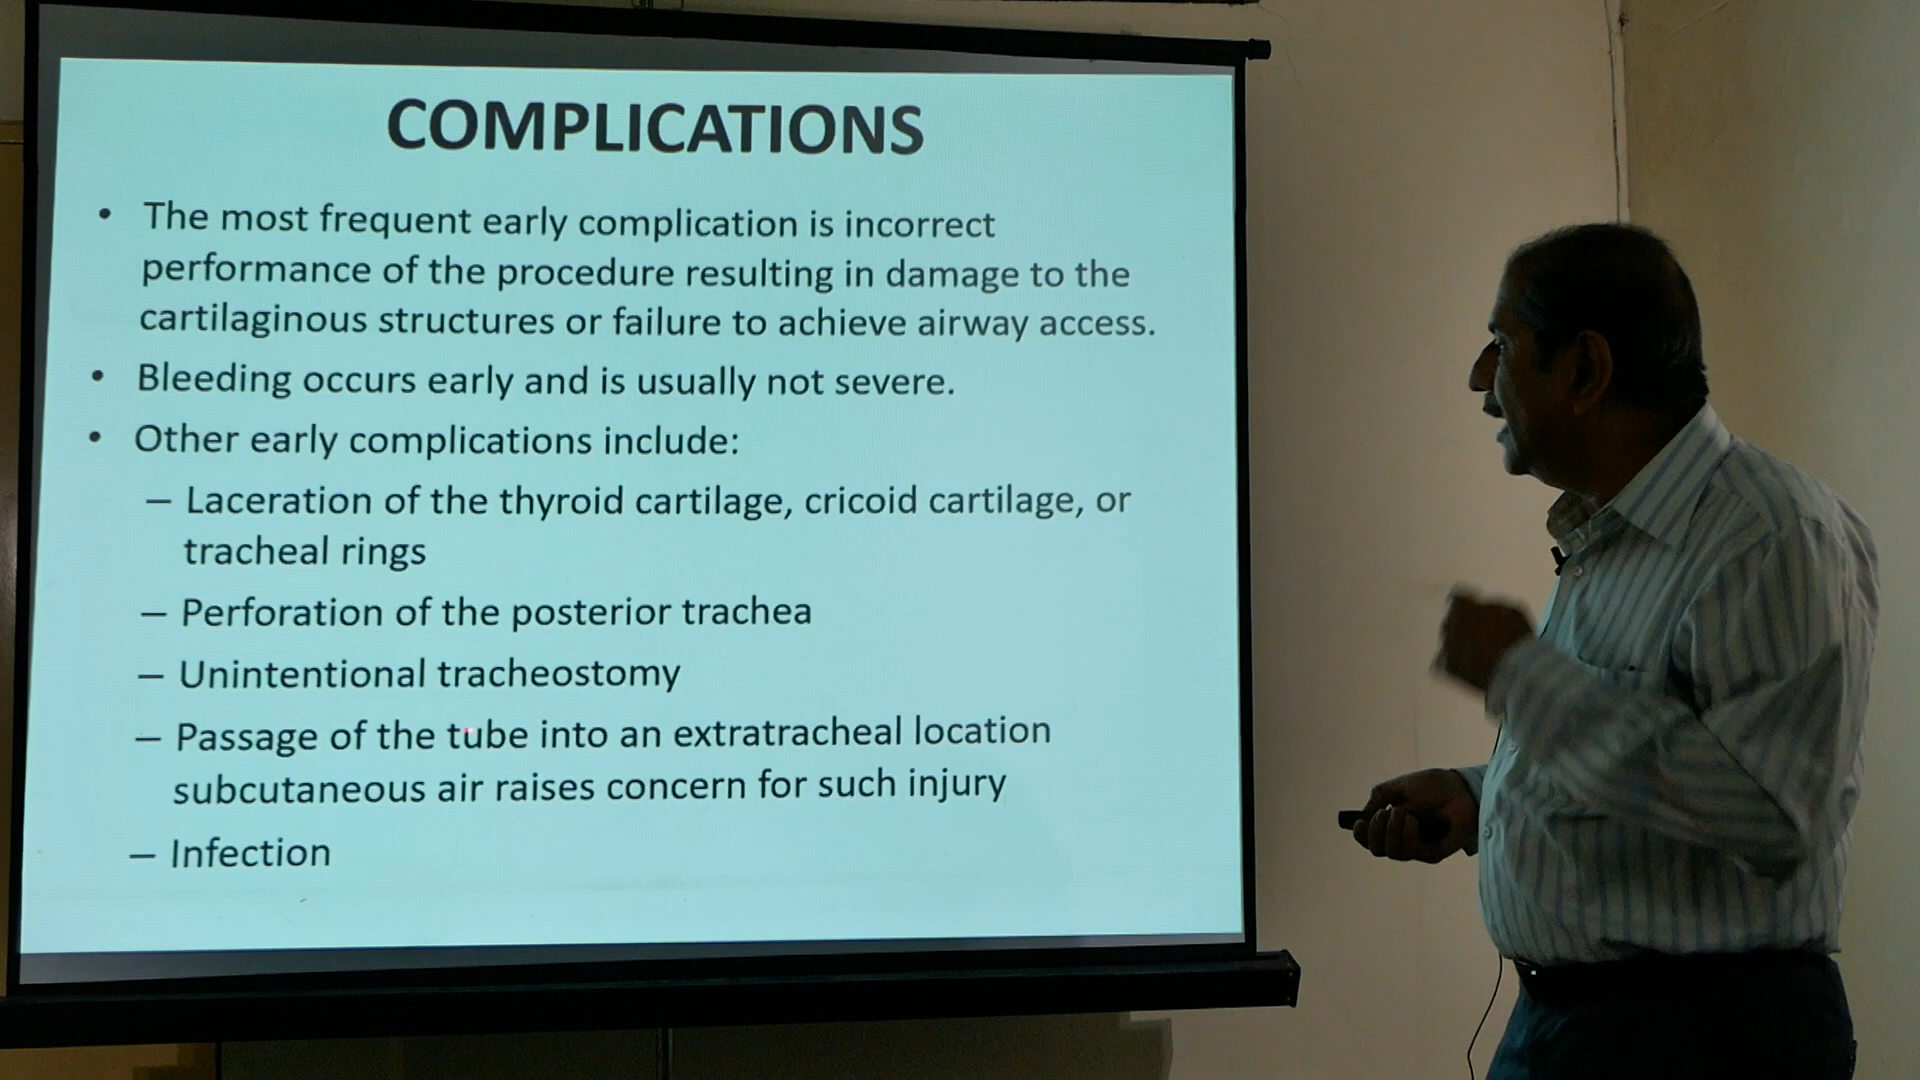 COMPLICATIONS
• The most frequent early complication is incorrect
performance of the procedure resulting in damage to the
cartilaginous structures or failure to achieve airway access.
• Bleeding occurs early and is usually not severe.
• Other early complications include:
– Laceration of the thyroid cartilage, cricoid cartilage, or
tracheal rings
– Perforation of the posterior trachea
– Unintentional tracheostomy
– Passage of the tube into an extratracheal location
subcutaneous air raises concern for such injury
– Infection